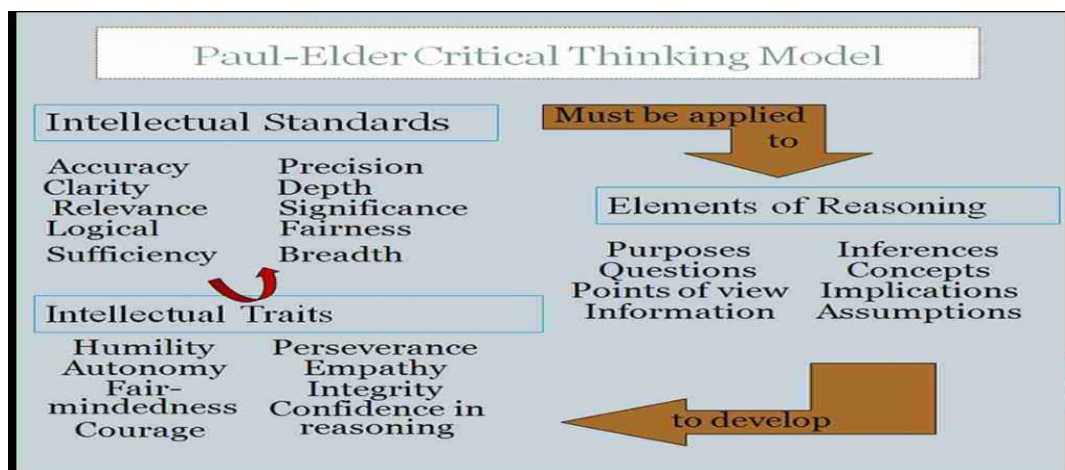 Paul-Elder Critical Thinking Model
Intellectual Standards
Accuracy
Clarity
Relevance
Logical
Sufficiency
Precision
Depth
Significance
Fairness
Breadth
Must be applied
to
Elements of Reasoning
Purposes
Questions
Points of view
Information
Inferences
Concepts
Implications
Assumptions
to develop
Intellectual Traits
Humility
Autonomy
Fair-
mindedness
Courage
Perseverance
Empathy
Integrity
Confidence in
reasoning